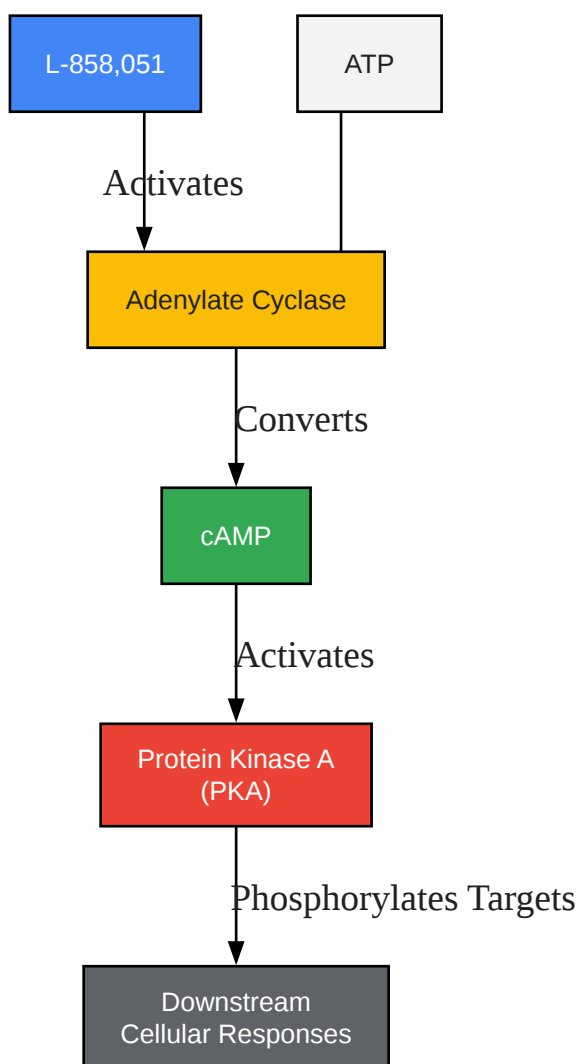 L-858,051
ATP
Activates
Adenylate Cyclase
Converts
cAMP
Activates
Protein Kinase A
(PKA)
Phosphorylates Targets
Downstream
Cellular Responses